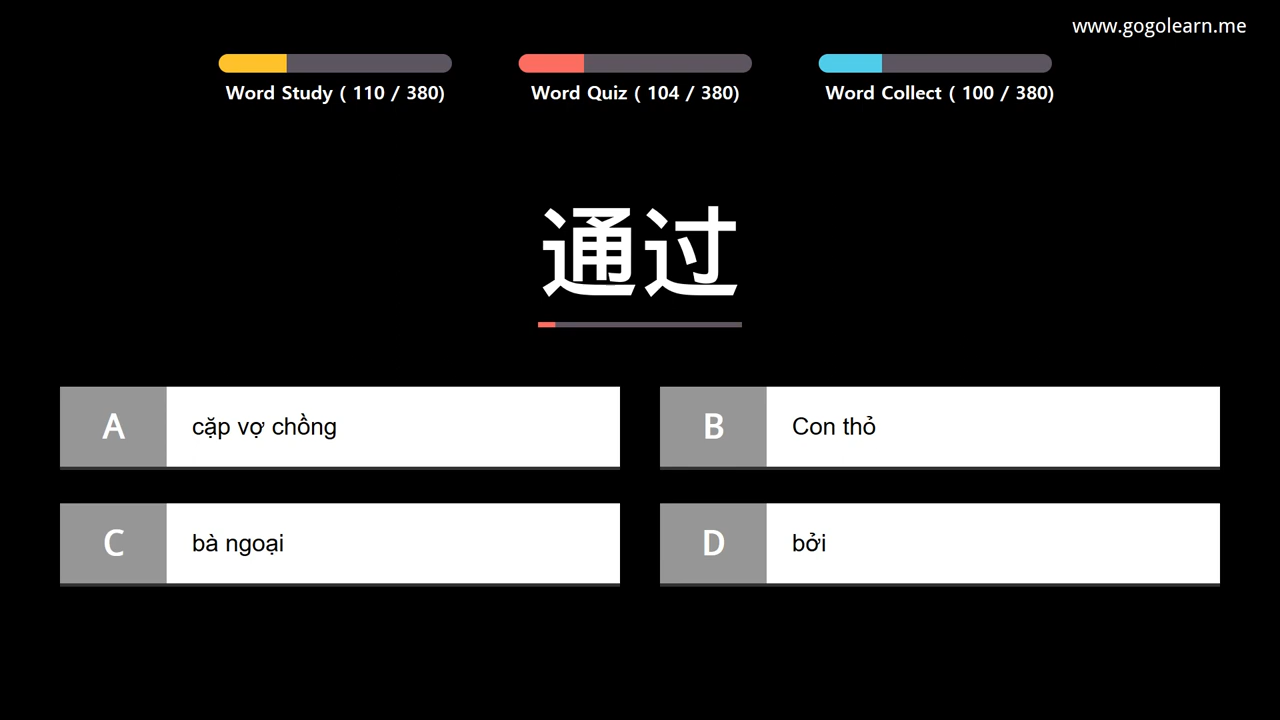 www.gogolearn.me
Word Study ( 110 / 380)
Word Quiz ( 104 / 380)
Word Collect ( 100 / 380)
通过
A
cặp vợ chồng
B
Con thỏ
C
bà ngoại
D
bởi